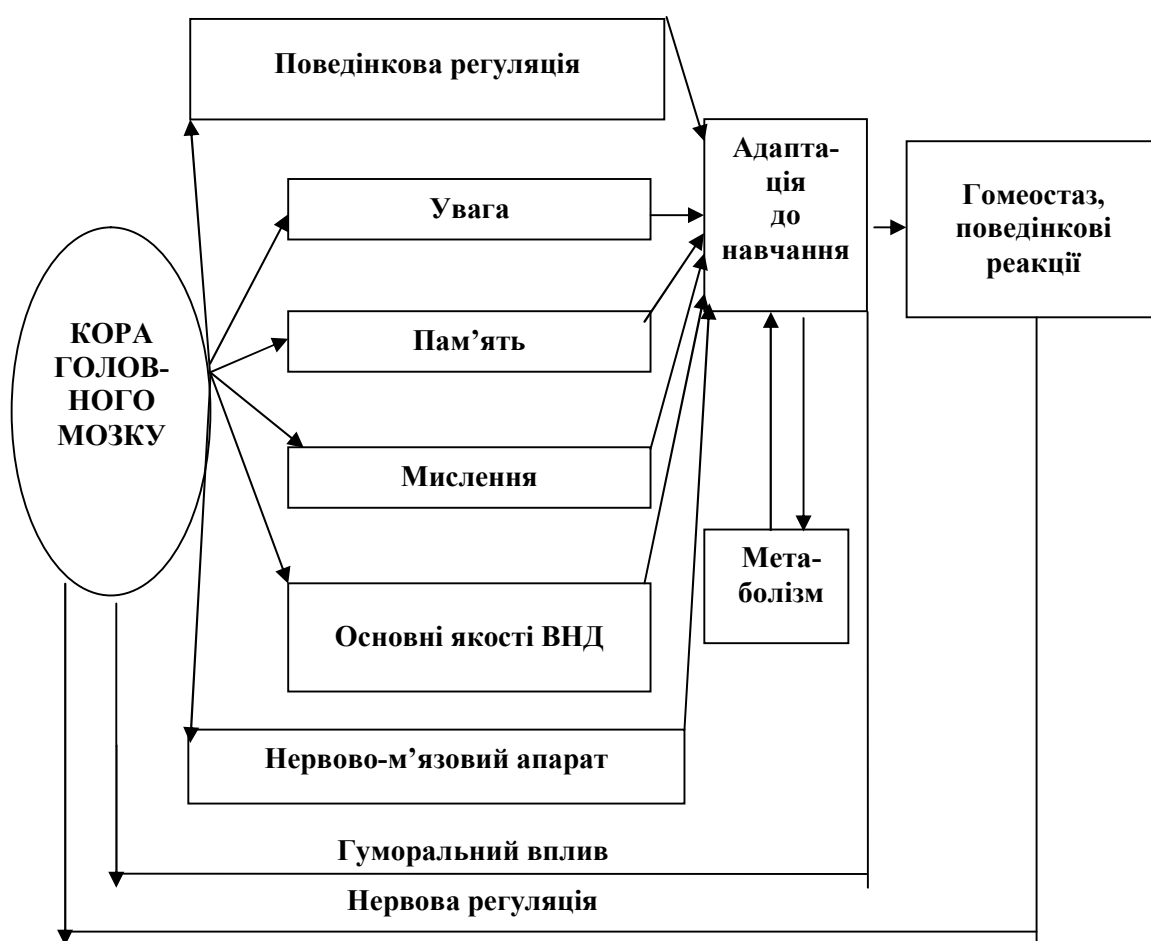 Поведінкова регуляція
Адапта-
ція
до
навчання
Гомеостаз,
поведінкові
реакції
Увага
КОРА
ГОЛОВ-
НОГО
МОЗКУ
Пам’ять
Мислення
Мета-
болізм
Основні якості ВНД
Нервово-м’язовий апарат
Гуморальний вплив
Нервова регуляція